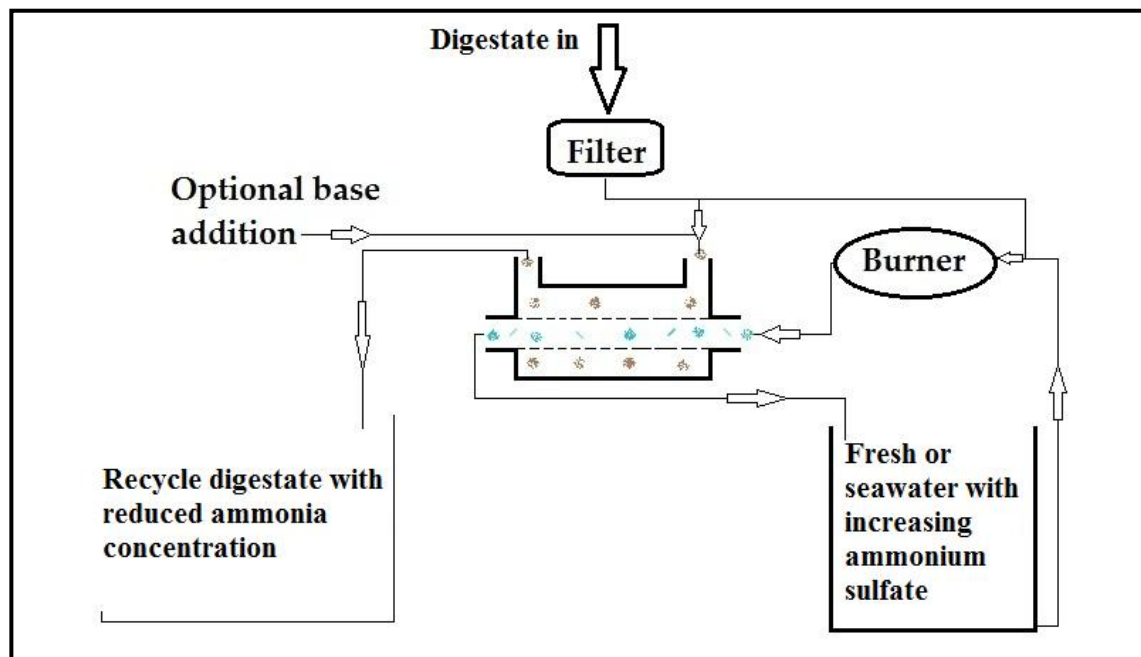 Digestate in
Filter
Optional base
addition
Burner
Recycle digestate with
reduced ammonia
concentration
Fresh or
seawater with
increasing
ammonium
sulfate